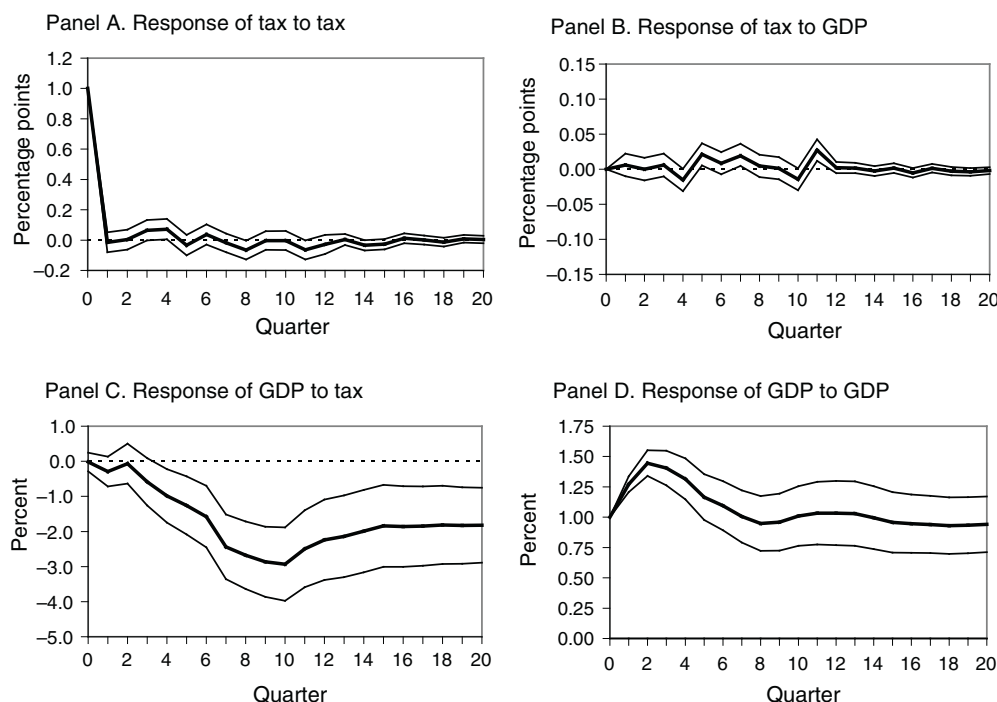 Panel A. Response of tax to tax
Percentage points
1.2
1.0
0.8
0.6
0.4
0.2
0.0
−0.2
0 2 4 6 8 10 12 14 16 18 20
Quarter
Panel B. Response of tax to GDP
Percentage points
0.15
0.10
0.05
0.00
−0.05
−0.10
−0.15
0 2 4 6 8 10 12 14 16 18 20
Quarter
Panel C. Response of GDP to tax
Percent
1.0
0.0
−1.0
−2.0
−3.0
−4.0
−5.0
0 2 4 6 8 10 12 14 16 18 20
Quarter
Panel D. Response of GDP to GDP
Percent
1.75
1.50
1.25
1.00
0.75
0.50
0.25
0.00
0 2 4 6 8 10 12 14 16 18 20
Quarter